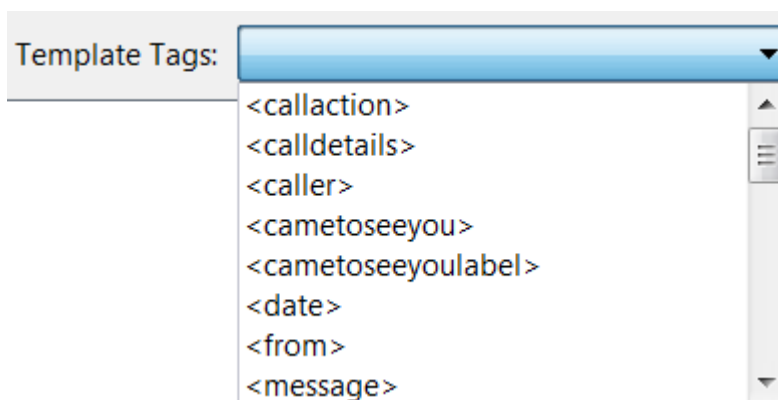 Template Tags:
<callaction>
<calldetails>
<caller>
<cametoseeyou>
<cametoseeyoulabel>
<date>
<from>
<message>